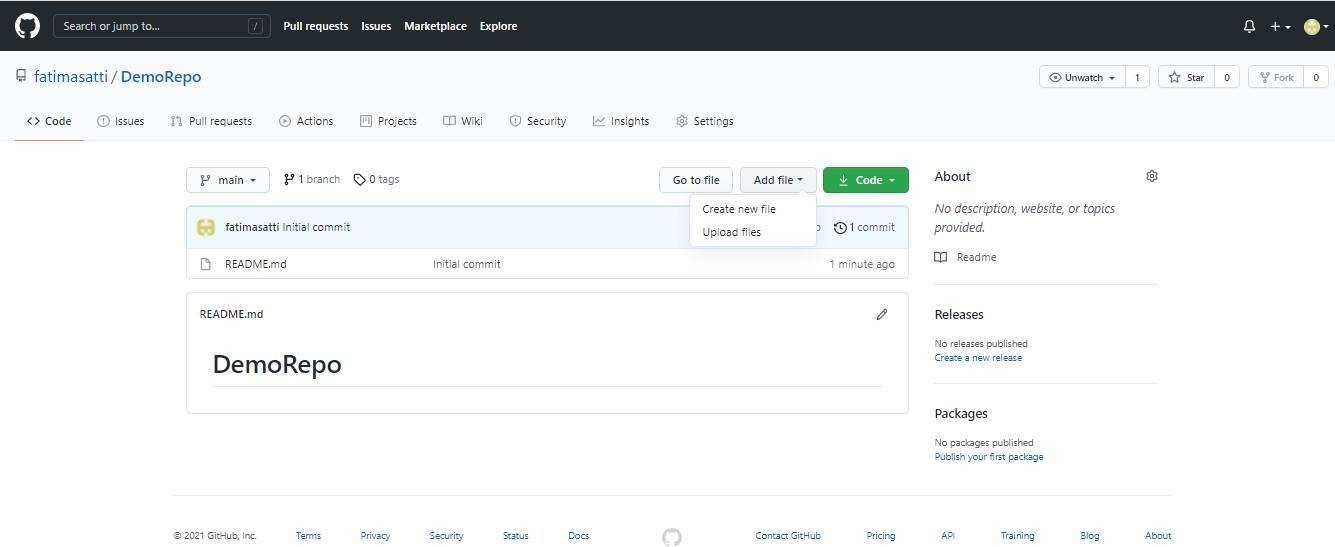 Search or jump to... /
Pull requests Issues Marketplace Explore
fatimasatti / DemoRepo
Unwatch 1 Star 0 Fork 0
Code Issues Pull requests Actions Projects Wiki Security Insights Settings
main 1 branch 0 tags Go to file Add file Code
Create new file
Upload files
fatimasatti Initial commit 1 commit
README.md Initial commit 1 minute ago
README.md
DemoRepo
About
No description, website, or topics
provided.
Readme
Releases
No releases published
Create a new release
Packages
No packages published
Publish your first package
© 2021 GitHub, Inc. Terms Privacy Security Status Docs Contact GitHub Pricing API Training Blog About